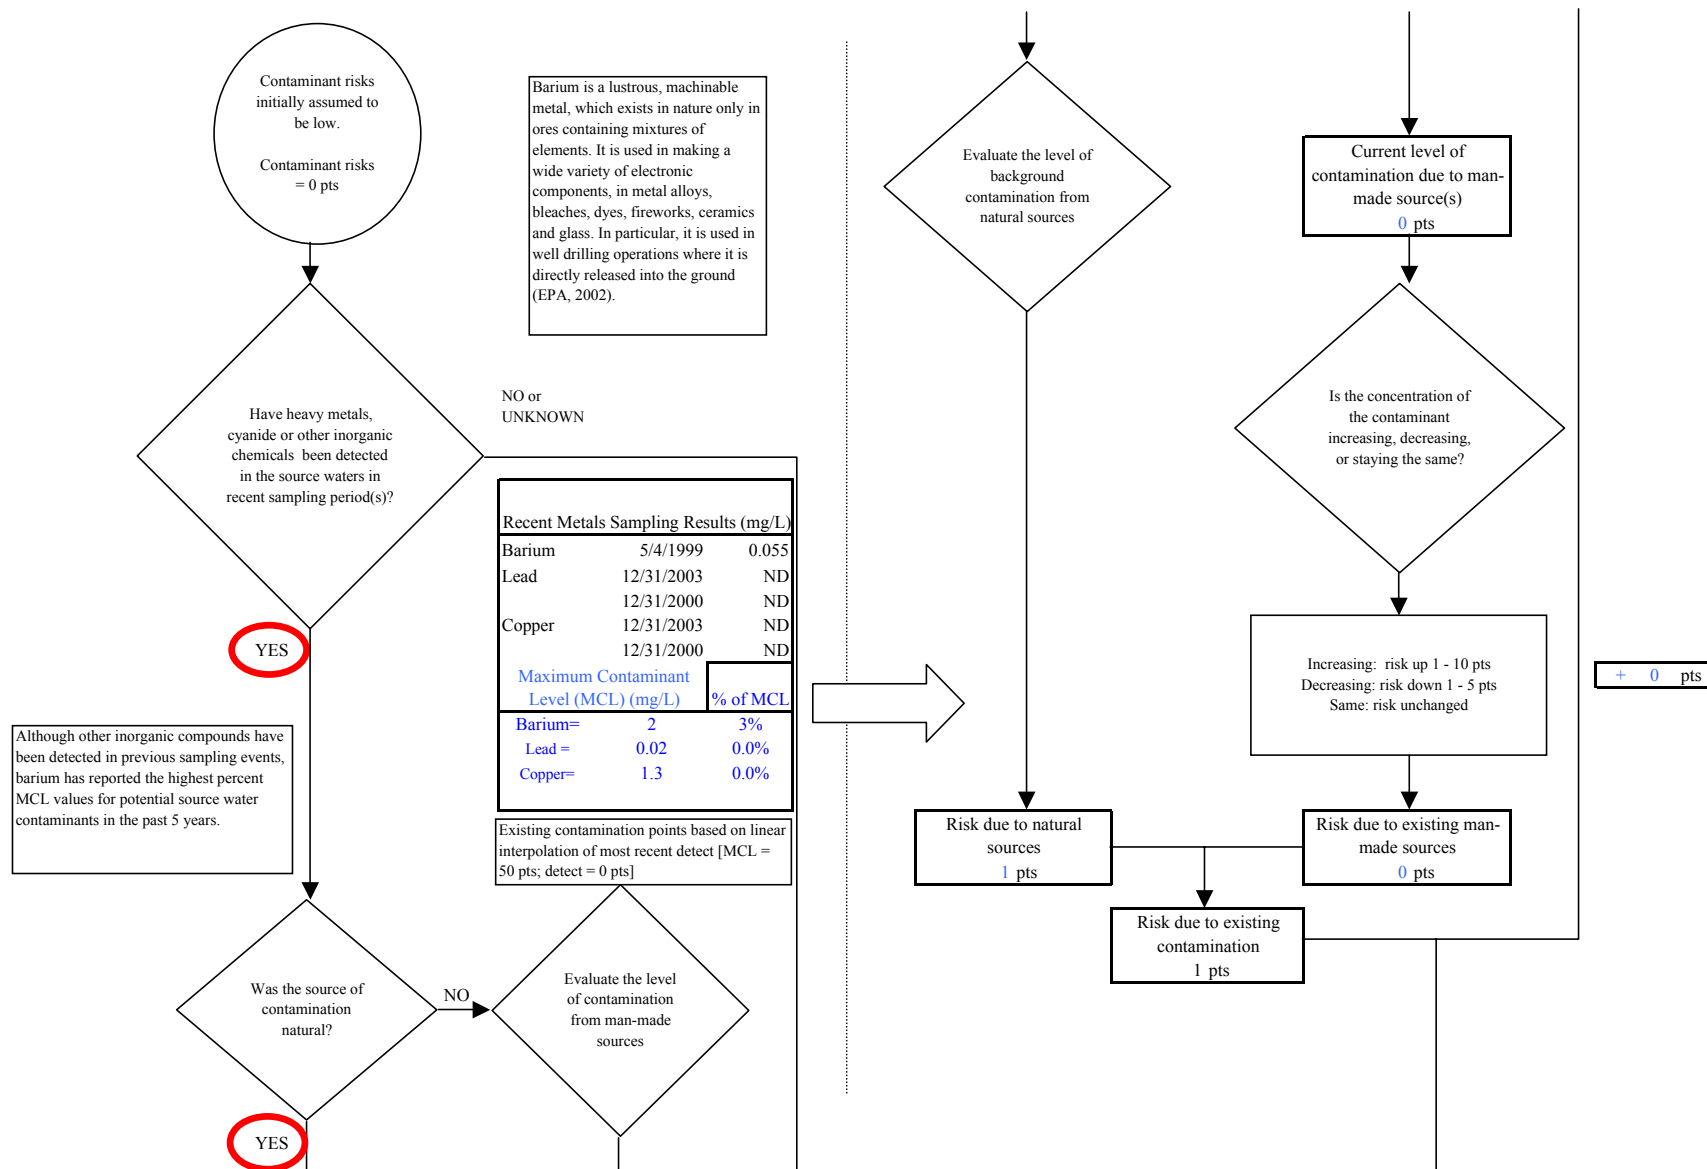 Contaminant risks
initially assumed to
be low.
Contaminant risks
= 0 pts
Barium is a lustrous, machinable
metal, which exists in nature only in
ores containing mixtures of
elements. It is used in making a
wide variety of electronic
components, in metal alloys,
bleaches, dyes, fireworks, ceramics
and glass. In particular, it is used in
well drilling operations where it is
directly released into the ground
(EPA, 2002).
Have heavy metals,
cyanide or other inorganic
chemicals been detected
in the source waters in
recent sampling period(s)?
NO or
UNKNOWN
YES
Recent Metals Sampling Results (mg/L)
Barium 5/4/1999 0.055
Lead 12/31/2003 ND
12/31/2000 ND
Copper 12/31/2003 ND
12/31/2000 ND
Maximum Contaminant
Level (MCL) (mg/L) % of MCL
Barium= 2 3%
Lead = 0.02 0.0%
Copper= 1.3 0.0%
Although other inorganic compounds have
been detected in previous sampling events,
barium has reported the highest percent
MCL values for potential source water
contaminants in the past 5 years.
Existing contamination points based on linear
interpolation of most recent detect [MCL =
50 pts; detect = 0 pts]
Was the source of
contamination
natural?
NO
Evaluate the level
of contamination
from man-made
sources
YES
Evaluate the level of
background
contamination from
natural sources
Current level of
contamination due to man-
made source(s)
0 pts
Is the concentration of
the contaminant
increasing, decreasing,
or staying the same?
Increasing: risk up 1 - 10 pts
Decreasing: risk down 1 - 5 pts
Same: risk unchanged
+ 0 pts
Risk due to natural
sources
1 pts
Risk due to existing man-
made sources
0 pts
Risk due to existing
contamination
1 pts